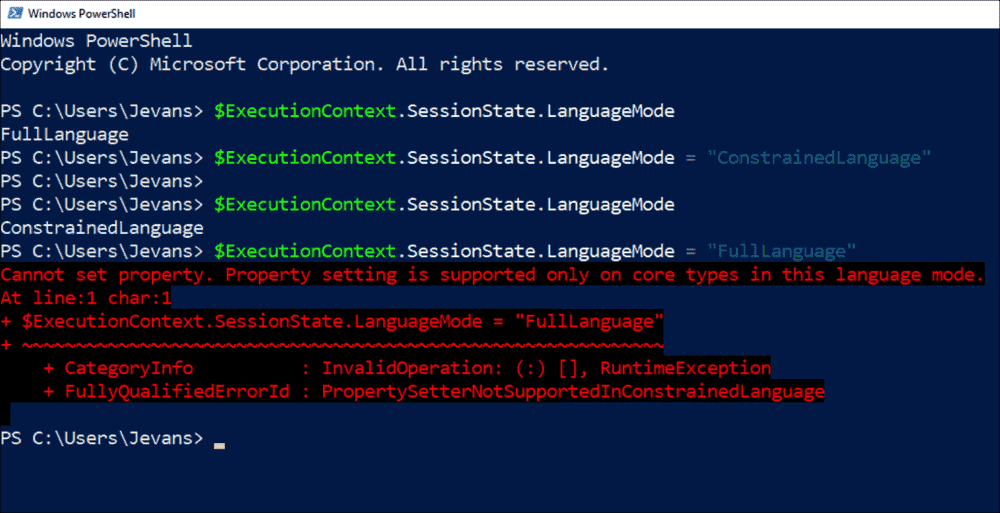 Windows PowerShell
Windows PowerShell
Copyright (C) Microsoft Corporation. All rights reserved.
PS C:\Users\Jevans> $ExecutionContext.SessionState.LanguageMode
FullLanguage
PS C:\Users\Jevans> $ExecutionContext.SessionState.LanguageMode = "ConstrainedLanguage"
PS C:\Users\Jevans>
PS C:\Users\Jevans> $ExecutionContext.SessionState.LanguageMode
ConstrainedLanguage
PS C:\Users\Jevans> $ExecutionContext.SessionState.LanguageMode = "FullLanguage"
Cannot set property. Property setting is supported only on core types in this language mode.
At line:1 char:1
+ $ExecutionContext.SessionState.LanguageMode = "FullLanguage"
+ ~~~~~~~~~~~~~~~~~~~~~~~~~~~~~~~~~~~~~~~~~~~~~~~~~~~~~~~~~~~~
    + CategoryInfo          : InvalidOperation: (:) [], RuntimeException
    + FullyQualifiedErrorId : PropertySetterNotSupportedInConstrainedLanguage
PS C:\Users\Jevans>